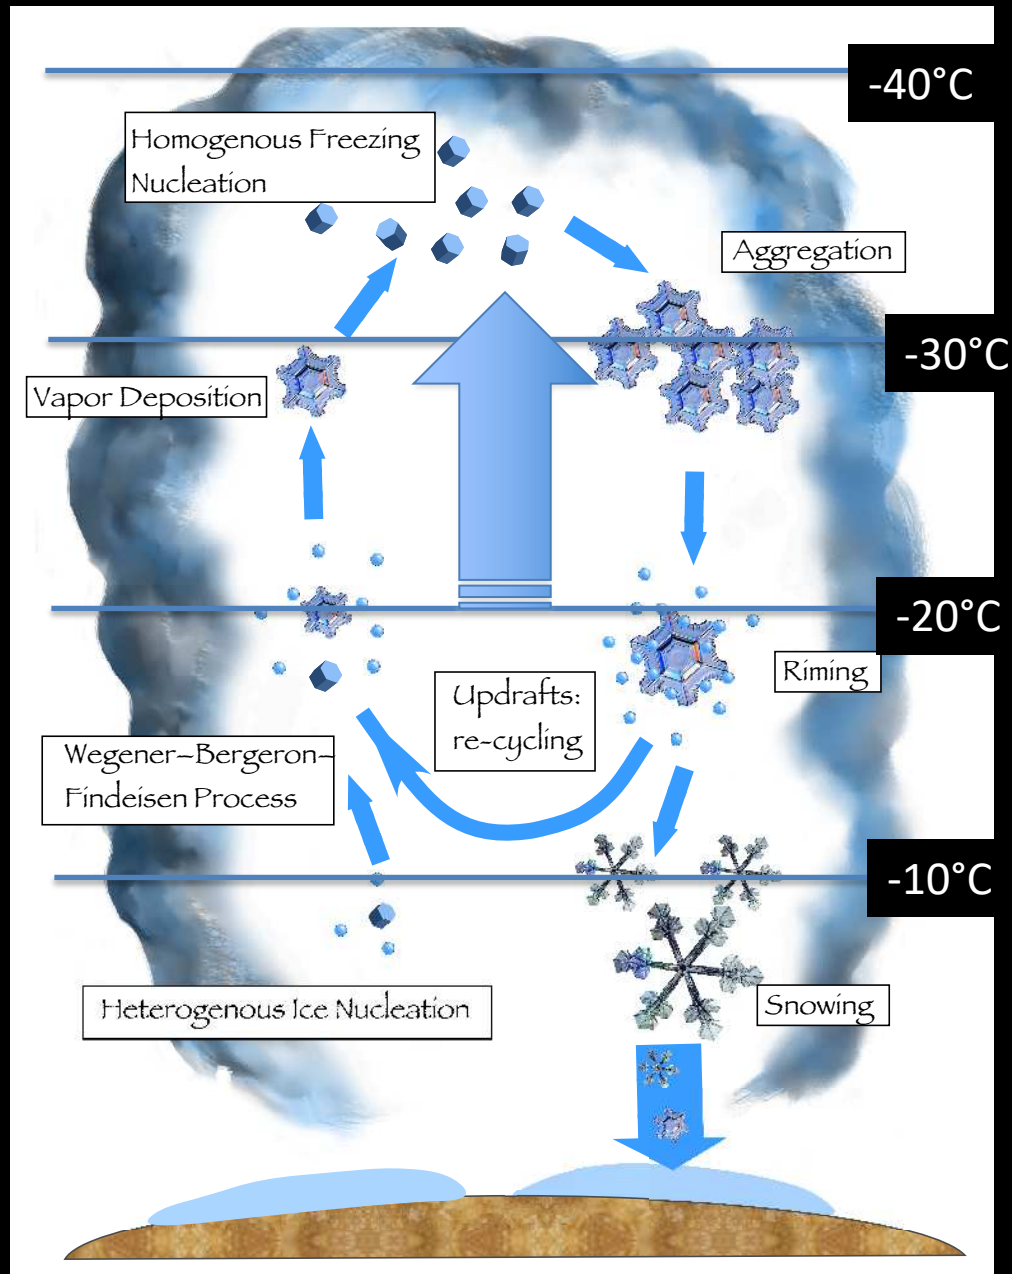 -40°C
Homogenous Freezing
Nucleation
Aggregation
-30°C
Vapor Deposition
-20°C
Riming
Updrafts:
re-cycling
Wegener–Bergeron–
Findeisen Process
-10°C
Heterogenous Ice Nucleation
Snowing